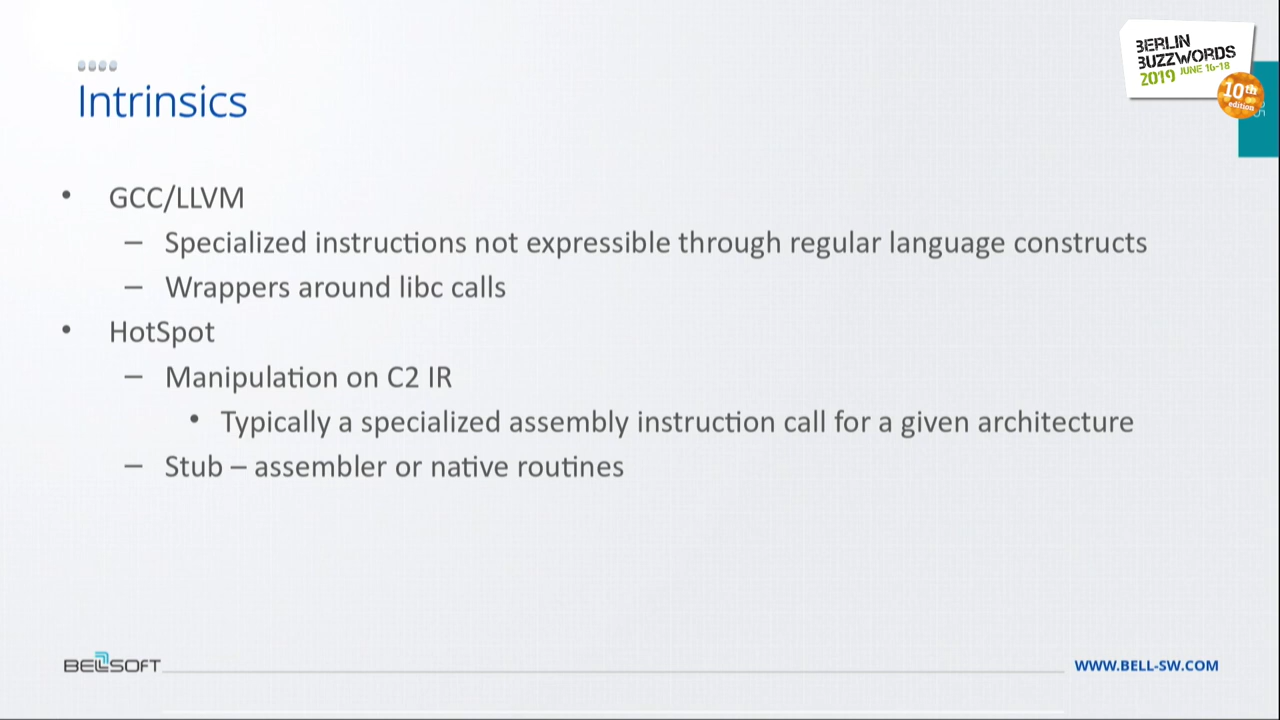 BERLIN
BUZZWORDS
2019 JUNE 16-18
10th
edition
Intrinsics
• GCC/LLVM
– Specialized instructions not expressible through regular language constructs
– Wrappers around libc calls
• HotSpot
– Manipulation on C2 IR
• Typically a specialized assembly instruction call for a given architecture
– Stub – assembler or native routines
BELLSOFT
WWW.BELL-SW.COM